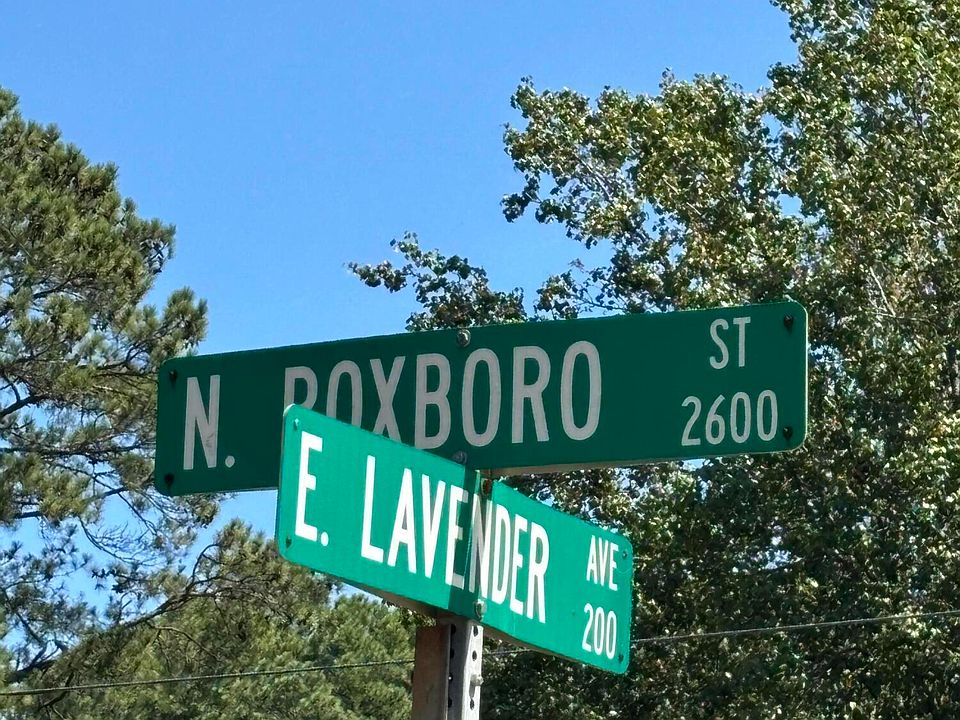 N. ROXBORO ST
2600
E. LAVENDER AVE
200